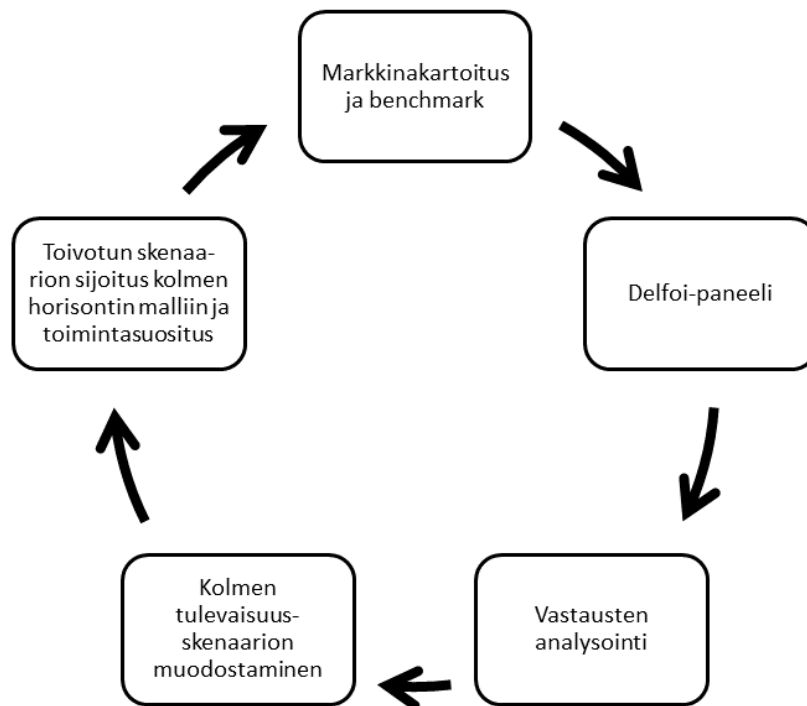 Markkinakartoitus
ja benchmark
Delfoi-paneeli
Vastausten
analysointi
Kolmen
tulevaisuus-
skenaarion
muodostaminen
Toivotun skenaa-
rion sijoitus kolmen
horisontin malliin ja
toimintasuositus